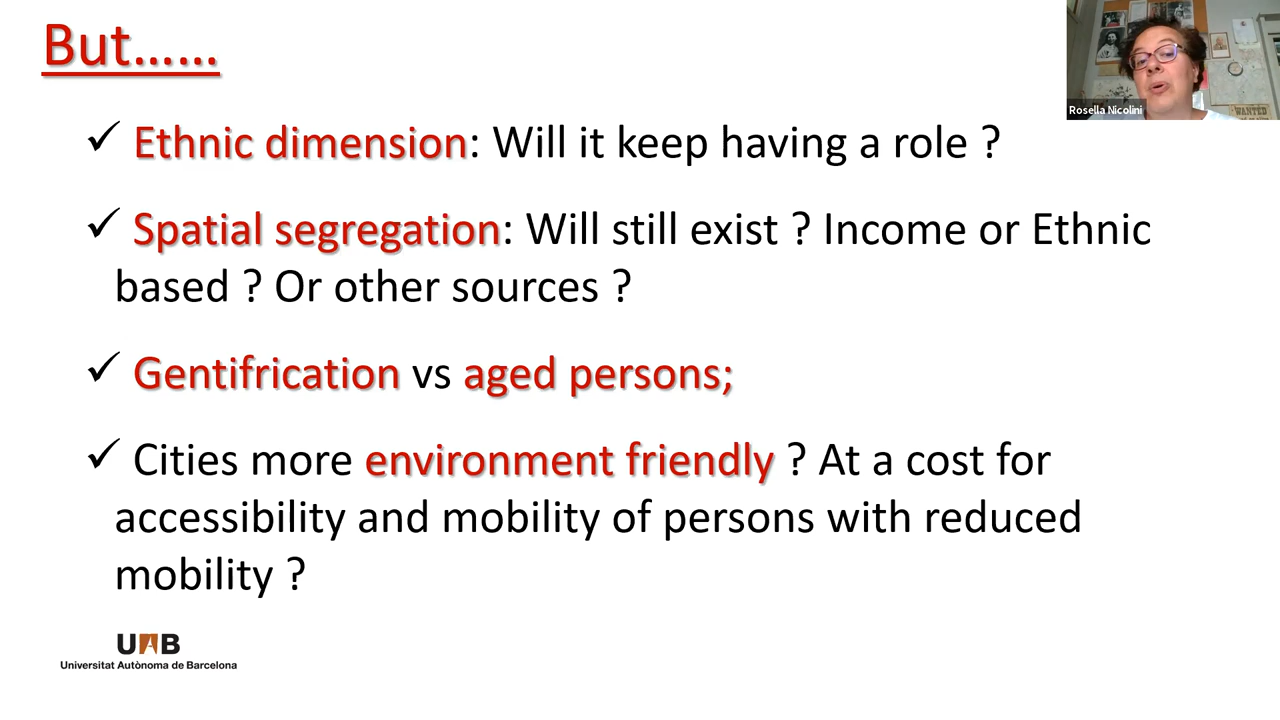 But......
Rosella Nicolini
WANTED
✓ Ethnic dimension: Will it keep having a role ?
✓ Spatial segregation: Will still exist ? Income or Ethnic
based ? Or other sources ?
✓ Gentifrication vs aged persons;
✓ Cities more environment friendly ? At a cost for
accessibility and mobility of persons with reduced
mobility ?
UAB
Universitat Autònoma de Barcelona